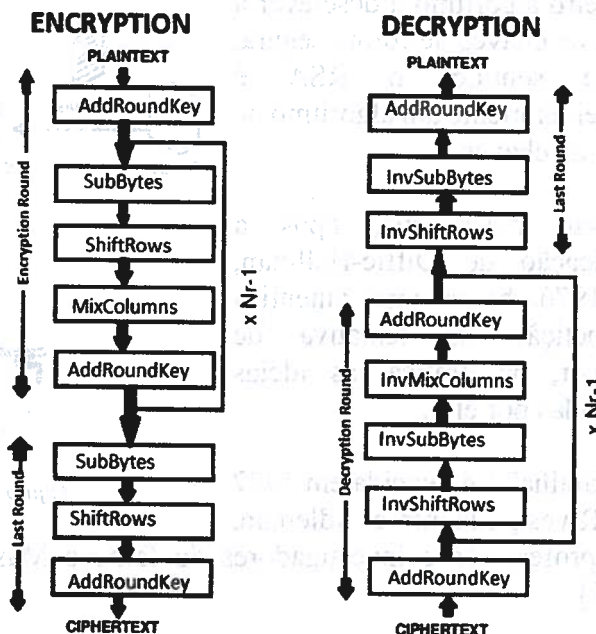 ENCRYPTION
PLAINTEXT
AddRoundKey
SubBytes
ShiftRows
MixColumns
AddRoundKey
SubBytes
ShiftRows
AddRoundKey
CIPHERTEXT
Encryption Round
Last Round
x Nr-1
DECRYPTION
PLAINTEXT
AddRoundKey
InvSubBytes
InvShiftRows
AddRoundKey
InvMixColumns
InvSubBytes
InvShiftRows
AddRoundKey
CIPHERTEXT
Last Round
Decryption Round
x Nr-1